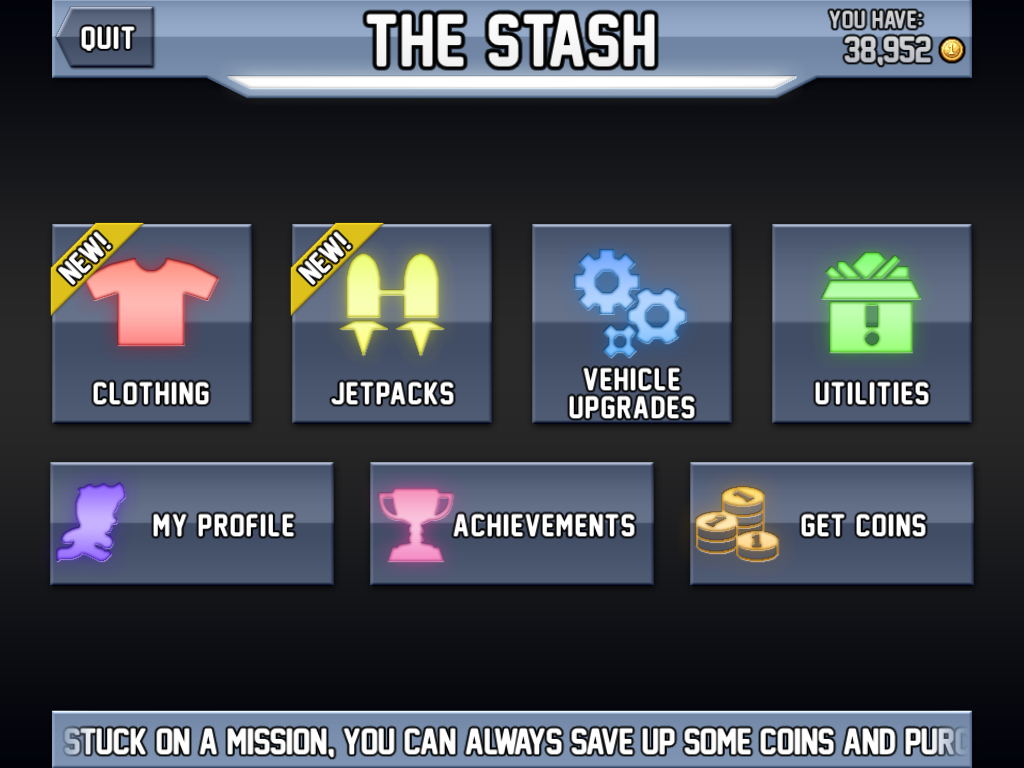 QUIT
THE STASH
YOU HAVE:
38,952
NEW!
CLOTHING
NEW!
JETPACKS
VEHICLE
UPGRADES
UTILITIES
MY PROFILE
ACHIEVEMENTS
GET COINS
STUCK ON A MISSION, YOU CAN ALWAYS SAVE UP SOME COINS AND PURC